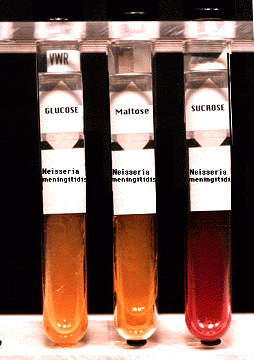 VWR
GLUCOSE
Maltose
SUCROSE
Neisseria
meningitidis
Neisseria
meningitidis
Neisseria
meningitidis